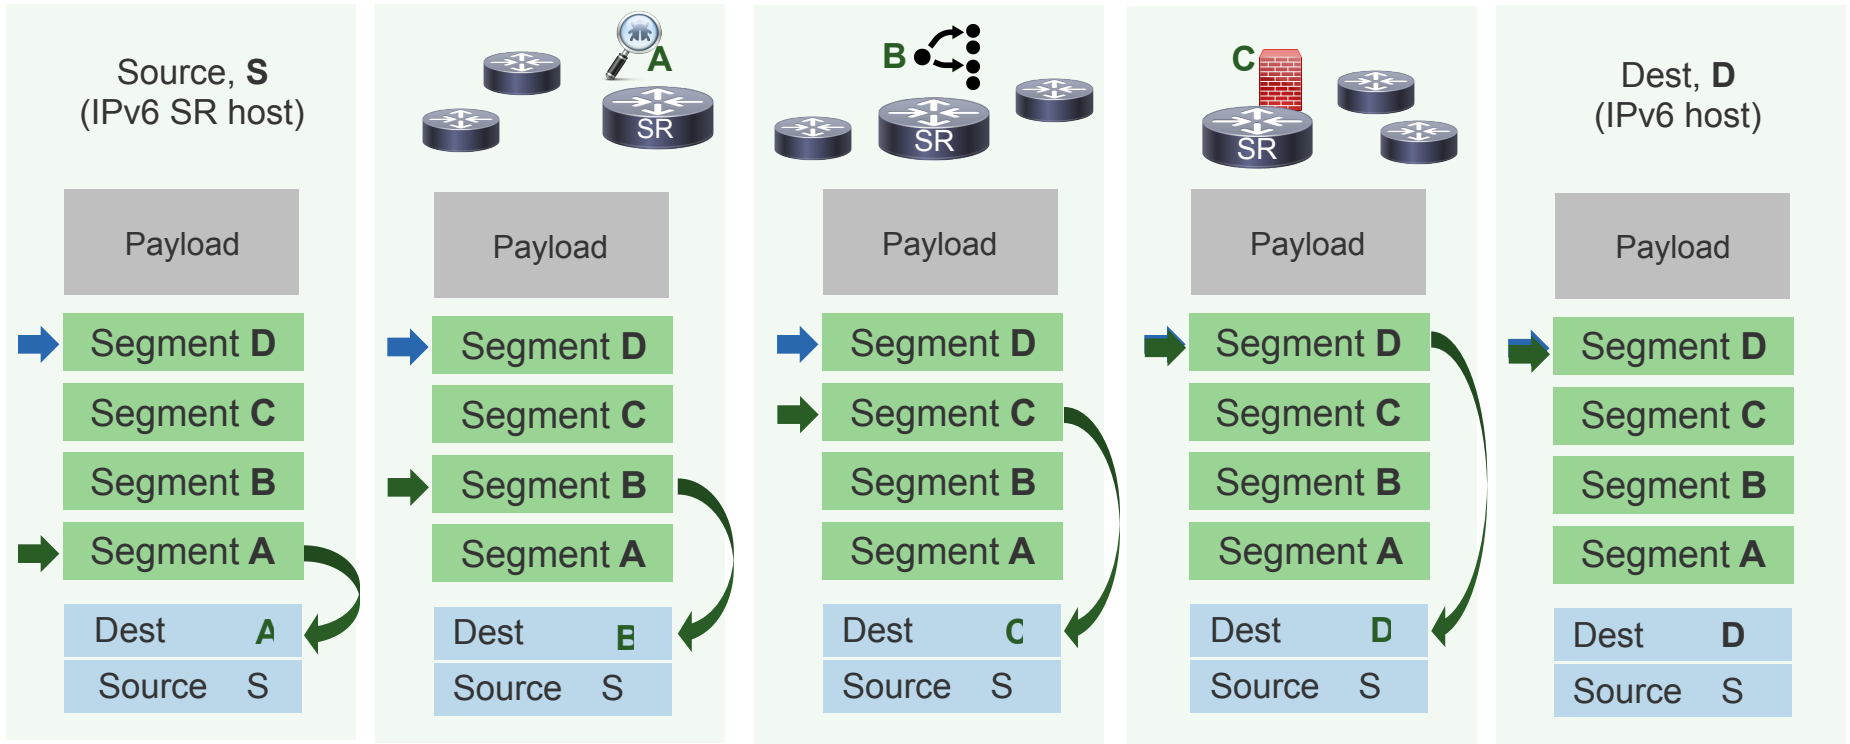 Source, S
(IPv6 SR host)
Payload
Segment D
Segment C
Segment B
Segment A
Dest A
Source S
A
SR
Payload
Segment D
Segment C
Segment B
Segment A
Dest B
Source S
B
SR
Payload
Segment D
Segment C
Segment B
Segment A
Dest C
Source S
C
SR
Payload
Segment D
Segment C
Segment B
Segment A
Dest D
Source S
Dest, D
(IPv6 host)
Payload
Segment D
Segment C
Segment B
Segment A
Dest D
Source S